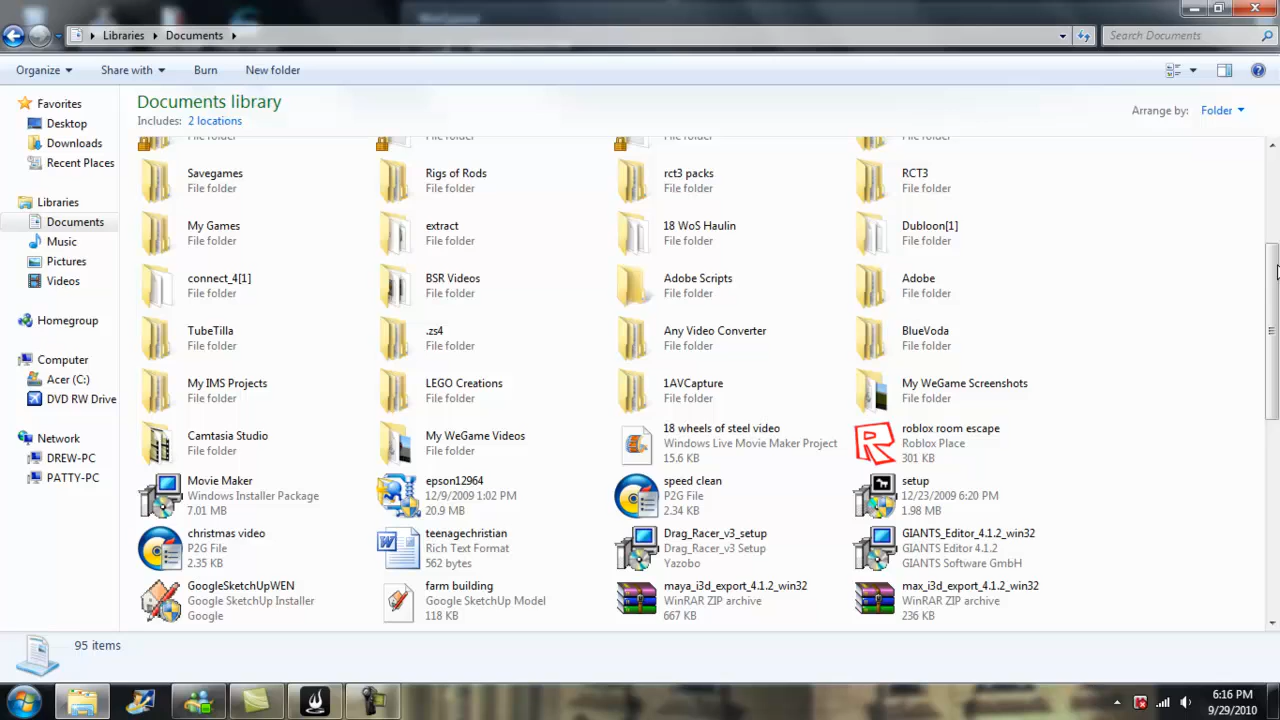 Libraries Documents
Search Documents
Organize Share with Burn New folder
Documents library
Includes: 2 locations
Arrange by: Folder
Favorites
Desktop
Downloads
Recent Places
Libraries
Documents
Music
Pictures
Videos
Homegroup
Computer
Acer (C:)
DVD RW Drive
Network
DREW-PC
PATTY-PC
File folder File folder File folder File folder
Savegames Rigs of Rods rct3 packs RCT3
File folder File folder File folder File folder
My Games extract 18 WoS Haulin Dubloon[1]
File folder File folder File folder File folder
connect_4[1] BSR Videos Adobe Scripts Adobe
File folder File folder File folder File folder
TubeTilla .zs4 Any Video Converter BlueVoda
File folder File folder File folder File folder
My IMS Projects LEGO Creations 1AVCapture My WeGame Screenshots
File folder File folder File folder File folder
Camtasia Studio My WeGame Videos 18 wheels of steel video roblox room escape
File folder File folder Windows Live Movie Maker Project Roblox Place
15.6 KB 301 KB
Movie Maker epson12964 speed clean setup
Windows Installer Package 12/9/2009 1:02 PM P2G File 12/23/2009 6:20 PM
7.01 MB 20.9 MB 2.34 KB 1.98 MB
christmas video teenagechristian Drag_Racer_v3_setup GIANTS_Editor_4.1.2_win32
P2G File Rich Text Format Drag_Racer_v3 Setup GIANTS Editor 4.1.2
2.35 KB 562 bytes Yazobo GIANTS Software GmbH
GoogleSketchUpWEN farm building maya_i3d_export_4.1.2_win32 max_i3d_export_4.1.2_win32
Google SketchUp Installer Google SketchUp Model WinRAR ZIP archive WinRAR ZIP archive
Google 118 KB 667 KB 236 KB
95 items
6:16 PM
9/29/2010